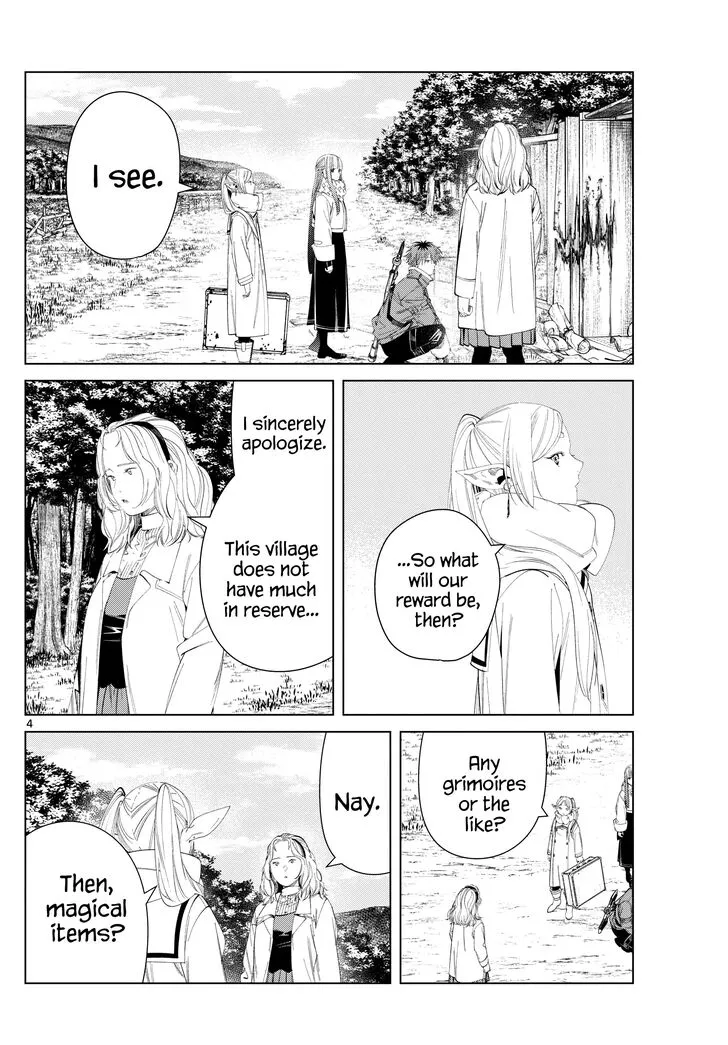 I see.
...So what
will our
reward be,
then?
I sincerely
apologize.
This village
does not
have much
in reserve...
4
Any
grimoires
or the
like?
Nay.
Then,
magical
items?